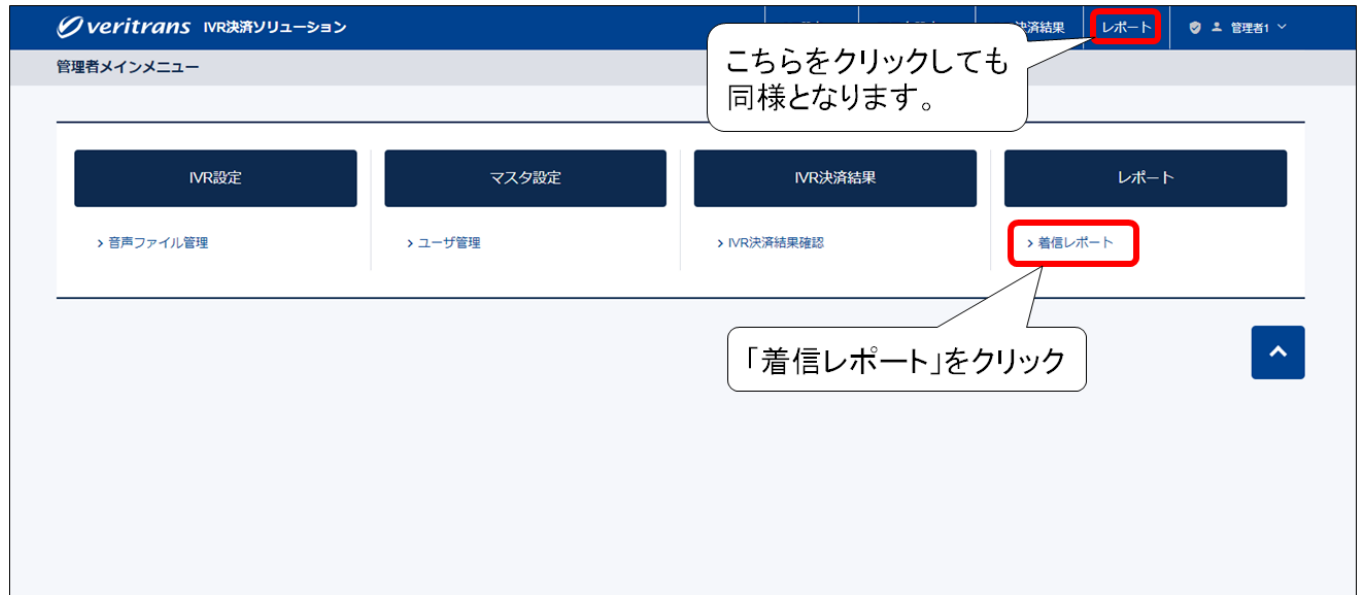 veritrans IVR決済ソリューション
決済結果 レポート 管理者1
管理者メインメニュー
こちらをクリックしても
同様となります。
IVR設定 マスタ設定 IVR決済結果 レポート
音声ファイル管理 ユーザ管理 IVR決済結果確認 着信レポート
「着信レポート」をクリック